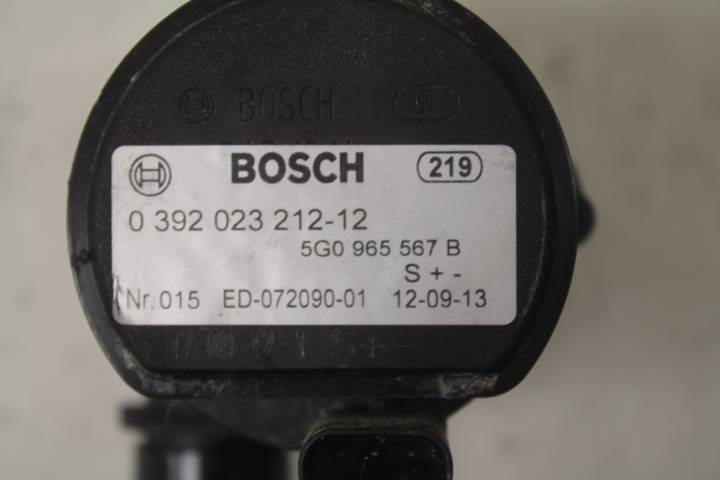 BOSCH
BOSCH 219
0 392 023 212-12
5G0 965 567 B
S + -
Nr. 015 ED-072090-01 12-09-13
S + -